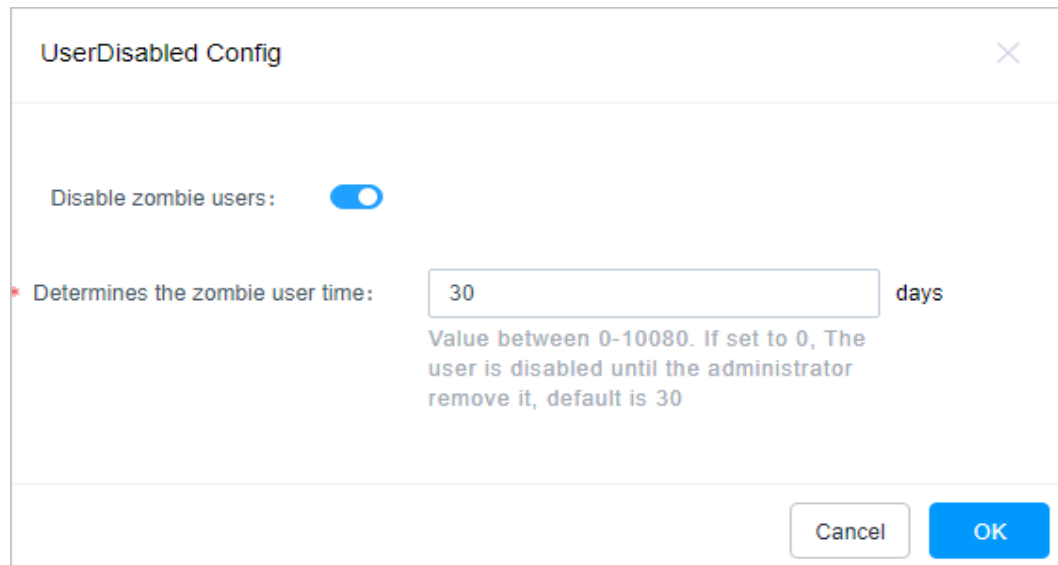 UserDisabled Config
Disable zombie users:
* Determines the zombie user time:
30
days
Value between 0-10080. If set to 0, The
user is disabled until the administrator
remove it, default is 30
Cancel
OK